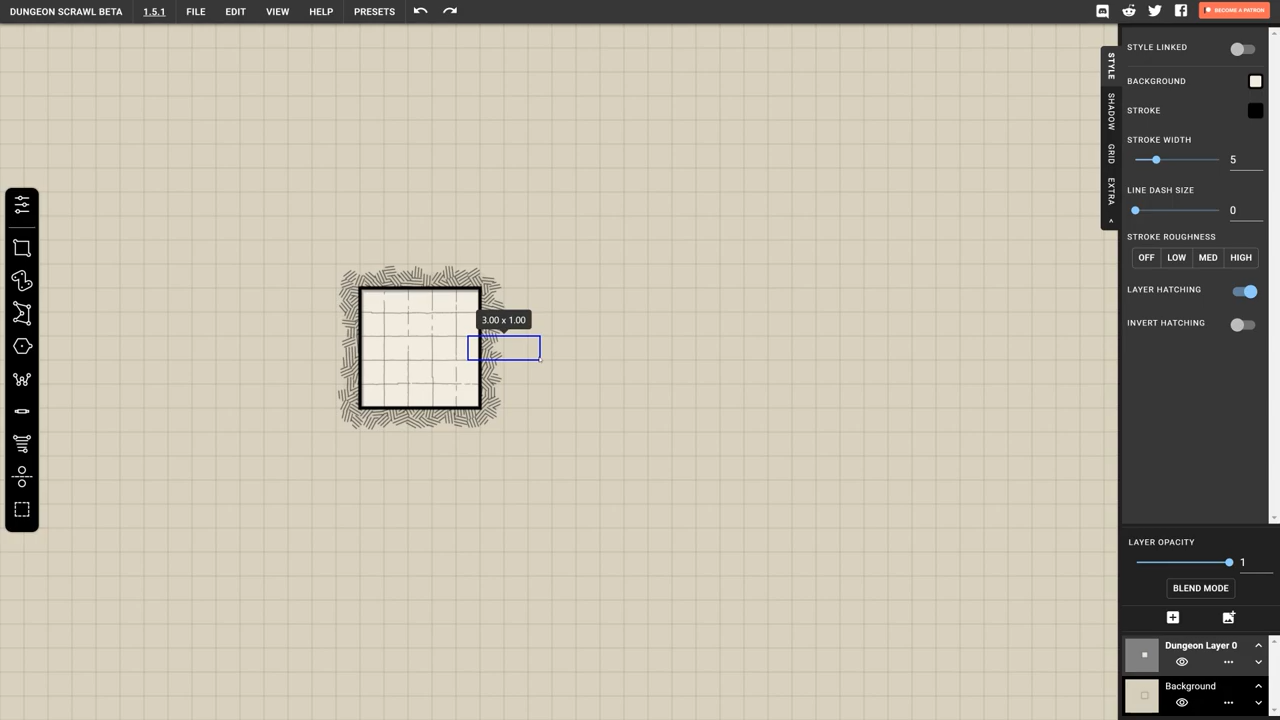 DUNGEON SCRAWL BETA 1.5.1 FILE EDIT VIEW HELP PRESETS BECOME A PATRON
STYLE
SHADOW
GRID
EXTRA
STYLE LINKED
BACKGROUND
STROKE
STROKE WIDTH
5
LINE DASH SIZE
0
STROKE ROUGHNESS
OFF LOW MED HIGH
LAYER HATCHING
INVERT HATCHING
3.00 x 1.00
LAYER OPACITY
1
BLEND MODE
Dungeon Layer 0
Background